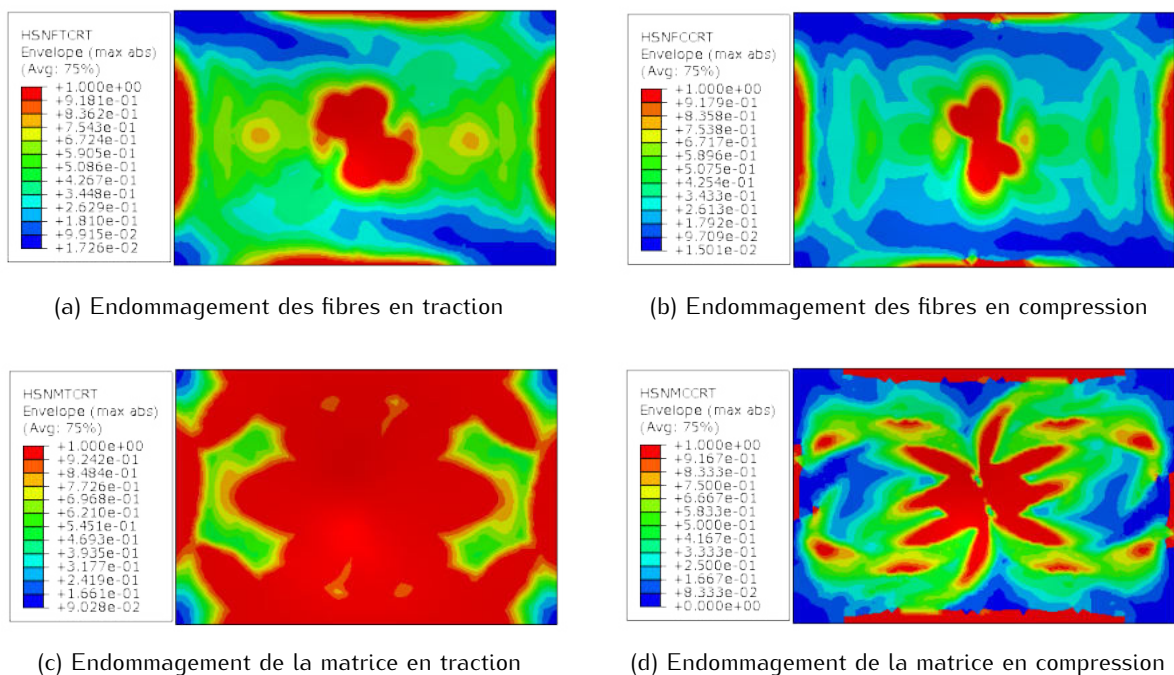 HSNFTCRT
Envelope (max abs)
(Avg: 75%)
+1.000e+00
+9.181e-01
+8.362e-01
+7.543e-01
+6.724e-01
+5.905e-01
+5.086e-01
+4.267e-01
+3.448e-01
+2.629e-01
+1.810e-01
+9.915e-02
+1.726e-02
(a) Endommagement des fibres en traction
HSNFCCRT
Envelope (max abs)
(Avg: 75%)
+1.000e+00
+9.179e-01
+8.358e-01
+7.538e-01
+6.717e-01
+5.896e-01
+5.075e-01
+4.254e-01
+3.433e-01
+2.613e-01
+1.792e-01
+9.709e-02
+1.501e-02
(b) Endommagement des fibres en compression
HSNMTCRT
Envelope (max abs)
(Avg: 75%)
+1.000e+00
+9.242e-01
+8.484e-01
+7.726e-01
+6.968e-01
+6.210e-01
+5.451e-01
+4.693e-01
+3.935e-01
+3.177e-01
+2.419e-01
+1.661e-01
+9.028e-02
(c) Endommagement de la matrice en traction
HSNMCCRT
Envelope (max abs)
(Avg: 75%)
+1.000e+00
+9.167e-01
+8.333e-01
+7.500e-01
+6.667e-01
+5.833e-01
+5.000e-01
+4.167e-01
+3.333e-01
+2.500e-01
+1.667e-01
+8.333e-02
+0.000e+00
(d) Endommagement de la matrice en compression